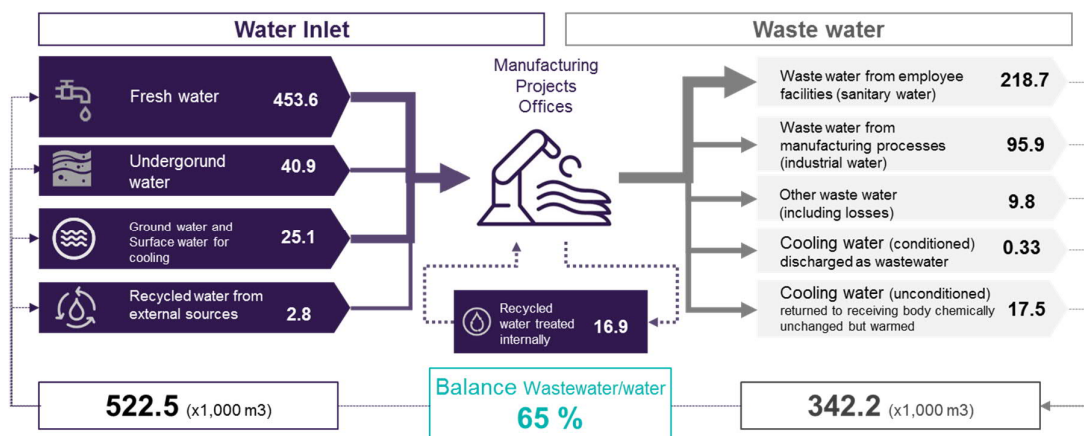 Water Inlet
Waste water
Fresh water
453.6
Undergorund
water
40.9
Ground water and
Surface water for
cooling
25.1
Recycled water from
external sources
2.8
Manufacturing
Projects
Offices
Recycled
water treated
internally
16.9
Waste water from employee
facilities (sanitary water)
218.7
Waste water from
manufacturing processes
(industrial water)
95.9
Other waste water
(including losses)
9.8
Cooling water (conditioned)
discharged as wastewater
0.33
Cooling water (unconditioned)
returned to receiving body chemically
unchanged but warmed
17.5
522.5 (x1,000 m3)
Balance Wastewater/water
65 %
342.2 (x1,000 m3)